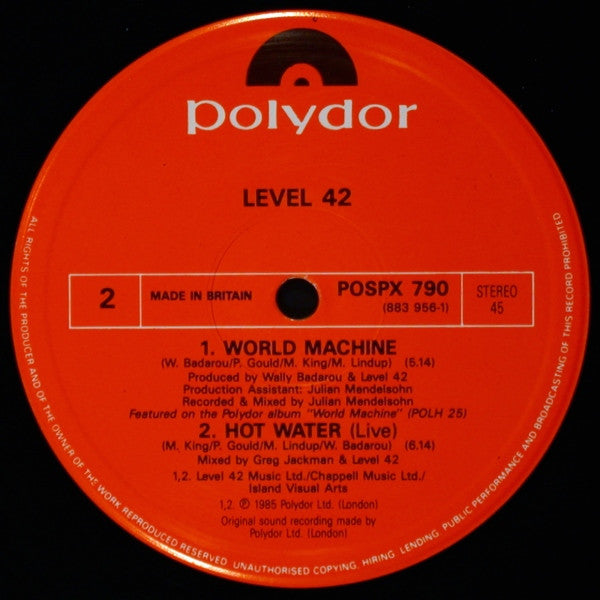 polydor
LEVEL 42
2
MADE IN BRITAIN
POSPX 790
(883 956-1)
STEREO
45
1. WORLD MACHINE
(W. Badarou/P. Gould/M. King/M. Lindup) (6.14)
Produced by Wally Badarou & Level 42
Production Assistant: Julian Mendelsohn
Recorded & Mixed by Julian Mendelsohn
Featured on the Polydor album "World Machine" (POLH 25)
2. HOT WATER (Live)
(M. King/P. Gould/M. Lindup/W. Badarou) (6.14)
Mixed by Greg Jackman & Level 42
1,2. Level 42 Music Ltd./Chappell Music Ltd./
Island Visual Arts
1,2. ℗ 1985 Polydor Ltd. (London)
Original sound recording made by
Polydor Ltd. (London)
ALL RIGHTS OF THE PRODUCER AND OF THE OWNER OF THE WORK REPRODUCED RESERVED. UNAUTHORISED COPYING, HIRING, LENDING, PUBLIC PERFORMANCE AND BROADCASTING OF THIS RECORD PROHIBITED